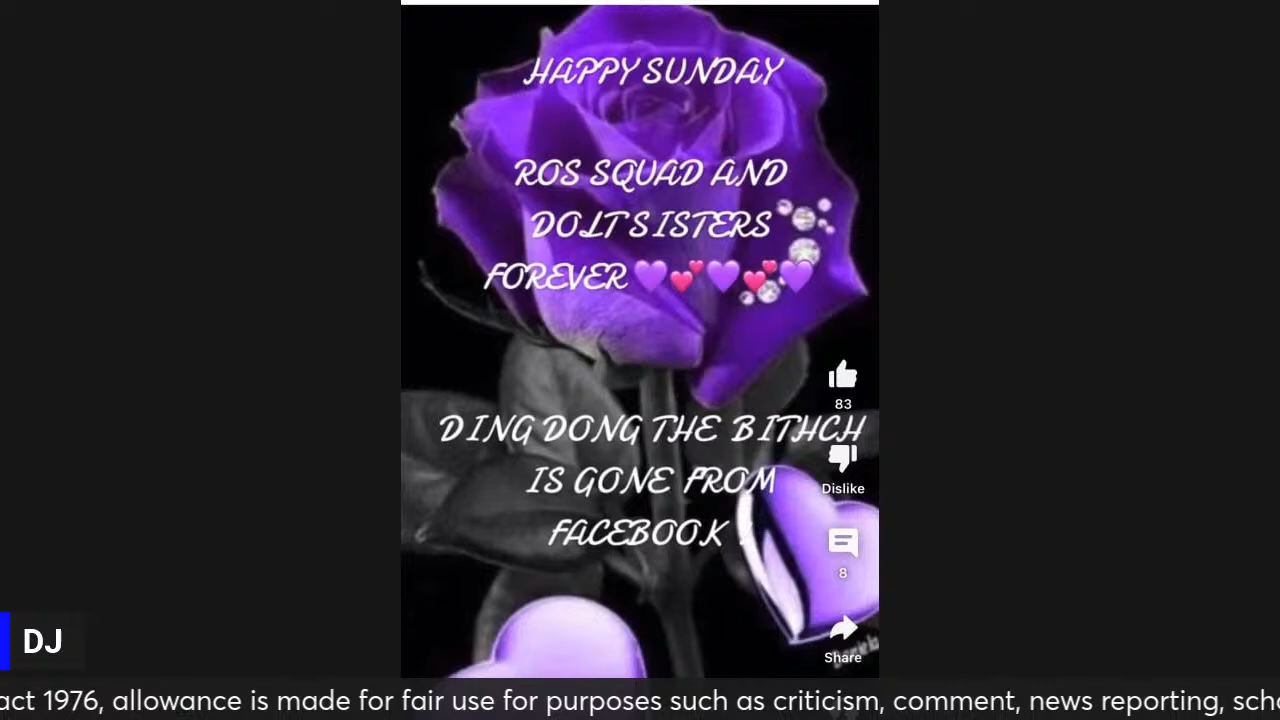 HAPPY SUNDAY
ROS SQUAD AND
DOLT SISTERS
FOREVER 💜💕💜💕💜
DING DONG THE BITHCH
IS GONE FROM
FACEBOOK
83
Dislike
8
Share
DJ
act 1976, allowance is made for fair use for purposes such as criticism, comment, news reporting, sch